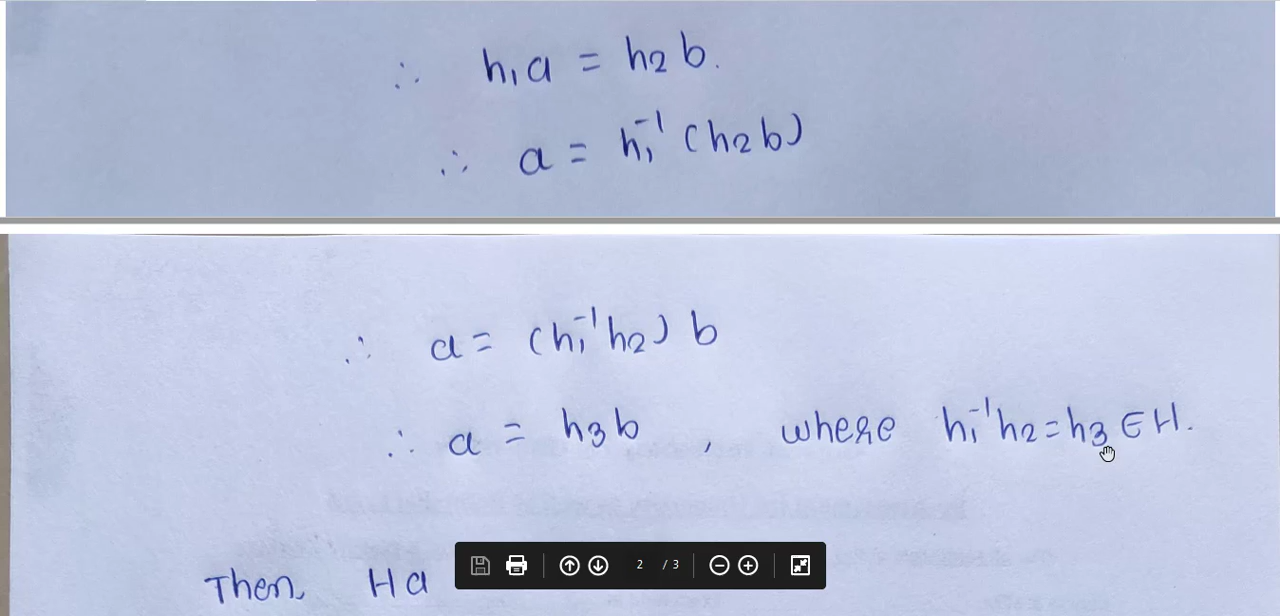 ∴ h₁a = h₂b.
∴ a = h₁⁻¹ (h₂b)
∴ a = (h₁⁻¹h₂) b
∴ a = h₃b , where h₁⁻¹h₂ = h₃ ∈ H.
2 / 3
Then Ha